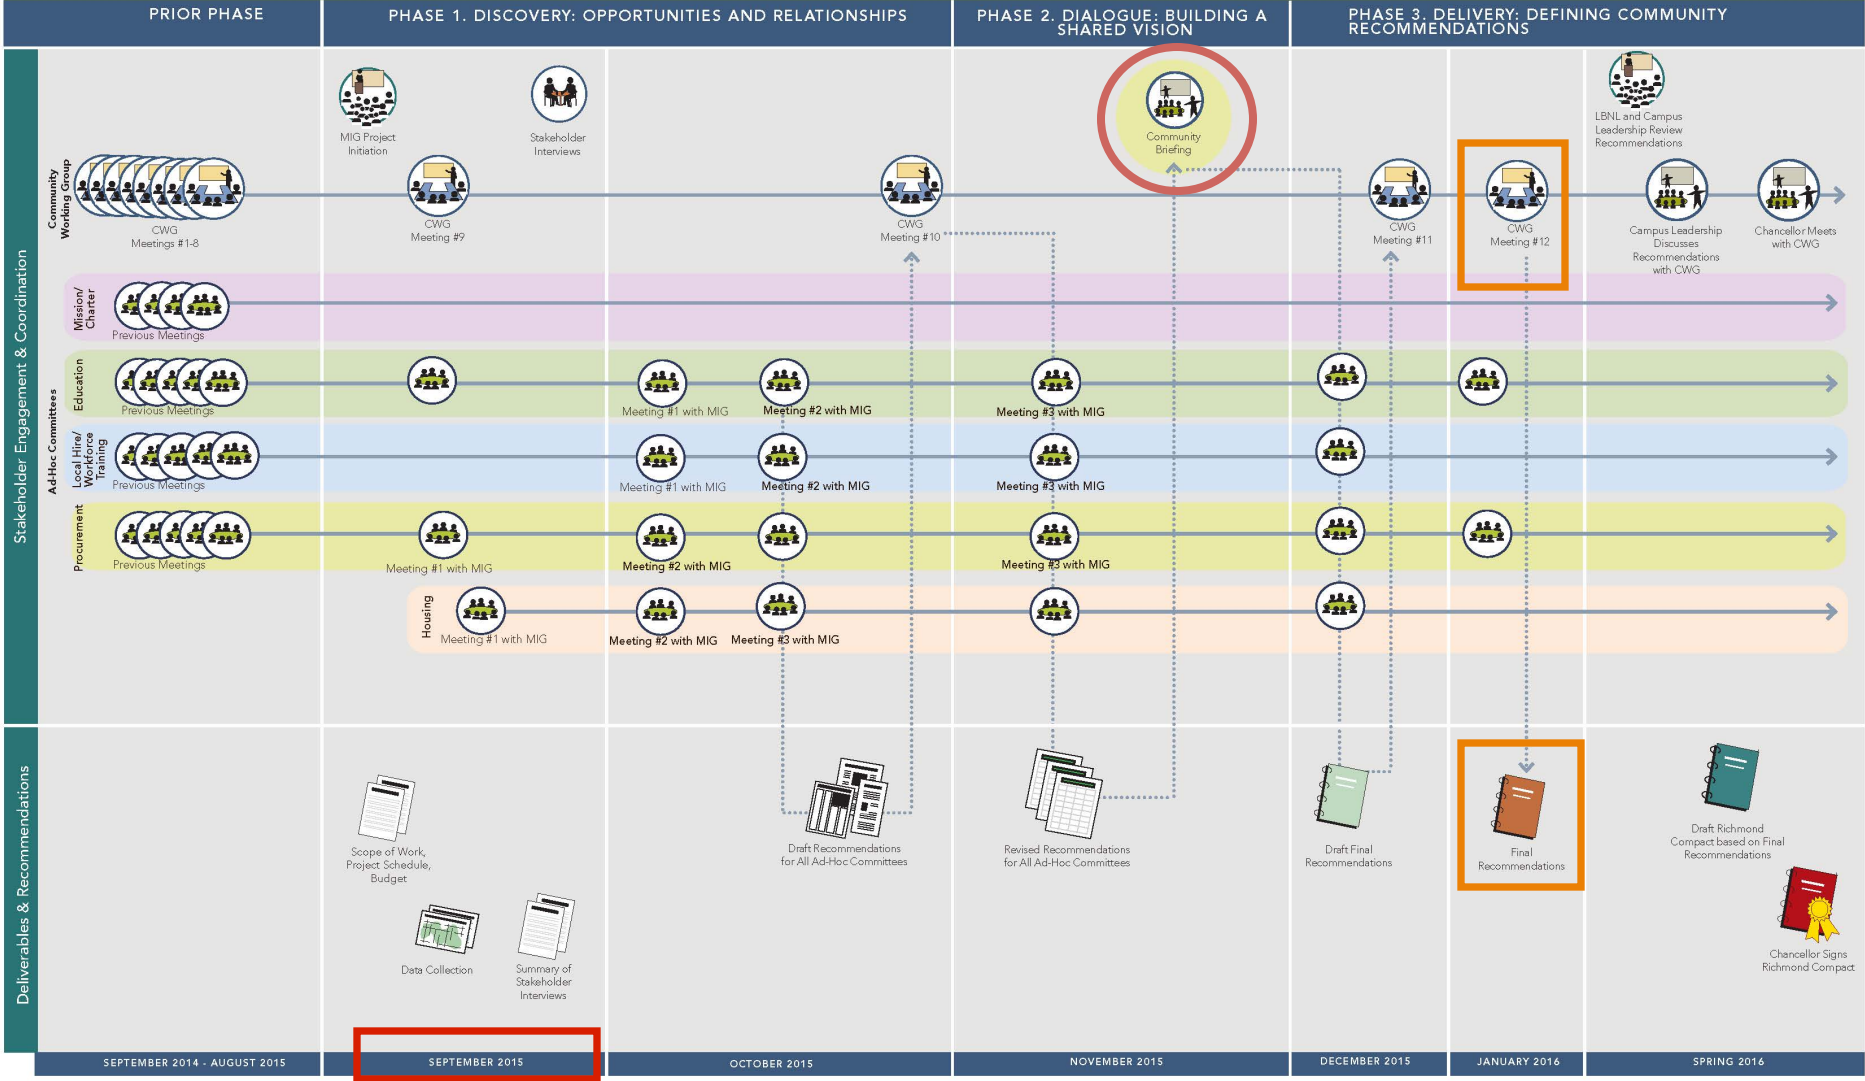 PRIOR PHASE
PHASE 1. DISCOVERY: OPPORTUNITIES AND RELATIONSHIPS
PHASE 2. DIALOGUE: BUILDING A
SHARED VISION
PHASE 3. DELIVERY: DEFINING COMMUNITY
RECOMMENDATIONS
Stakeholder Engagement & Coordination
MIG Project
Initiation
Stakeholder
Interviews
Community
Briefing
LBNL and Campus
Leadership Review
Recommendations
Community
Working Group
CWG
Meetings #1-8
CWG
Meeting #9
CWG
Meeting #10
CWG
Meeting #11
CWG
Meeting #12
Campus Leadership
Discusses
Recommendations
with CWG
Chancellor Meets
with CWG
Ad-Hoc Committees
Mission/
Charter
Previous Meetings
Education
Previous Meetings
Meeting #1 with MIG
Meeting #2 with MIG
Meeting #3 with MIG
Local Hire/
Workforce
Training
Previous Meetings
Meeting #1 with MIG
Meeting #2 with MIG
Meeting #3 with MIG
Procurement
Previous Meetings
Meeting #1 with MIG
Meeting #2 with MIG
Meeting #3 with MIG
Housing
Meeting #1 with MIG
Meeting #2 with MIG
Meeting #3 with MIG
Deliverables & Recommendations
Scope of Work,
Project Schedule,
Budget
Data Collection
Summary of
Stakeholder
Interviews
Draft Recommendations
for All Ad-Hoc Committees
Revised Recommendations
for All Ad-Hoc Committees
Draft Final
Recommendations
Final
Recommendations
Draft Richmond
Compact based on Final
Recommendations
Chancellor Signs
Richmond Compact
SEPTEMBER 2014 - AUGUST 2015
SEPTEMBER 2015
OCTOBER 2015
NOVEMBER 2015
DECEMBER 2015
JANUARY 2016
SPRING 2016